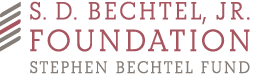 S. D. BECHTEL, JR.
FOUNDATION
STEPHEN BECHTEL FUND